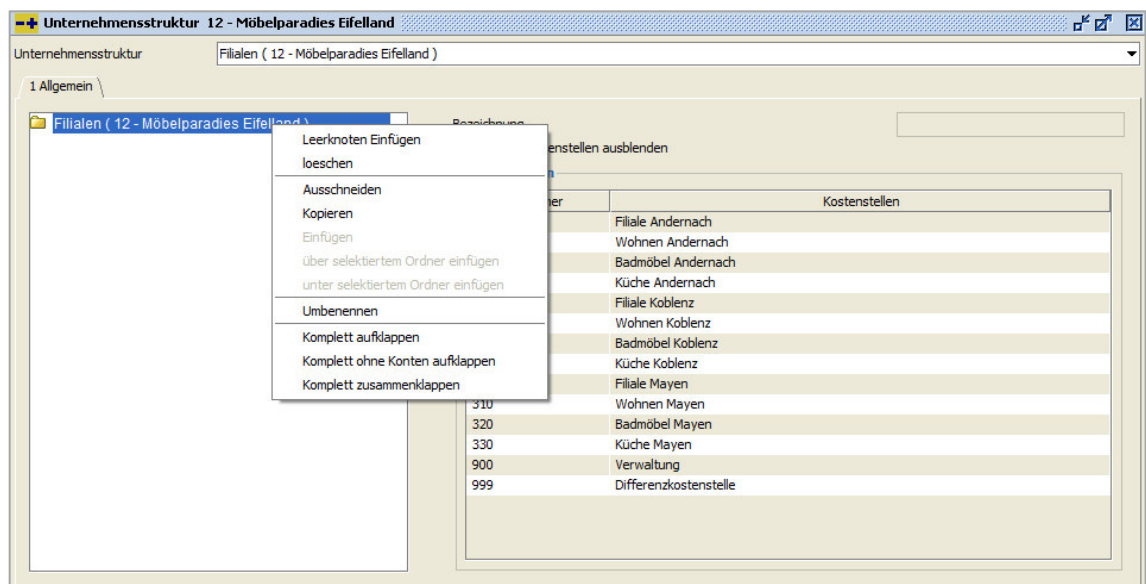 Unternehmensstruktur 12 - Möbelparadies Eifelland
Unternehmensstruktur Filialen ( 12 - Möbelparadies Eifelland )
1 Allgemein
Filialen ( 12 - Möbelparadies Eifelland )
Leerknoten Einfügen
loeschen
Ausschneiden
Kopieren
Einfügen
über selektiertem Ordner einfügen
unter selektiertem Ordner einfügen
Umbenennen
Komplett aufklappen
Komplett ohne Konten aufklappen
Komplett zusammenklappen
Bezeichnung
enstellen ausblenden
n
er Kostenstellen
Filiale Andernach
Wohnen Andernach
Badmöbel Andernach
Küche Andernach
Filiale Koblenz
Wohnen Koblenz
Badmöbel Koblenz
Küche Koblenz
Filiale Mayen
310 Wohnen Mayen
320 Badmöbel Mayen
330 Küche Mayen
900 Verwaltung
999 Differenzkostenstelle